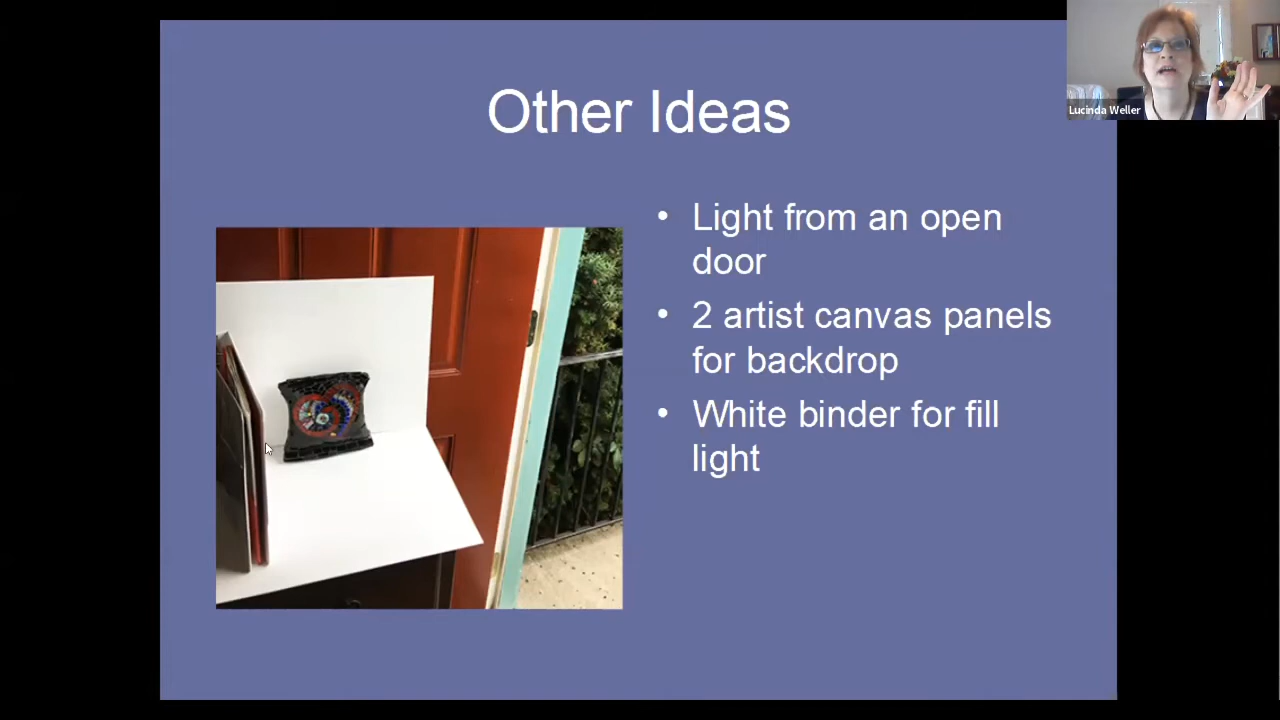 Other Ideas
• Light from an open
door
• 2 artist canvas panels
for backdrop
• White binder for fill
light
Lucinda Weller